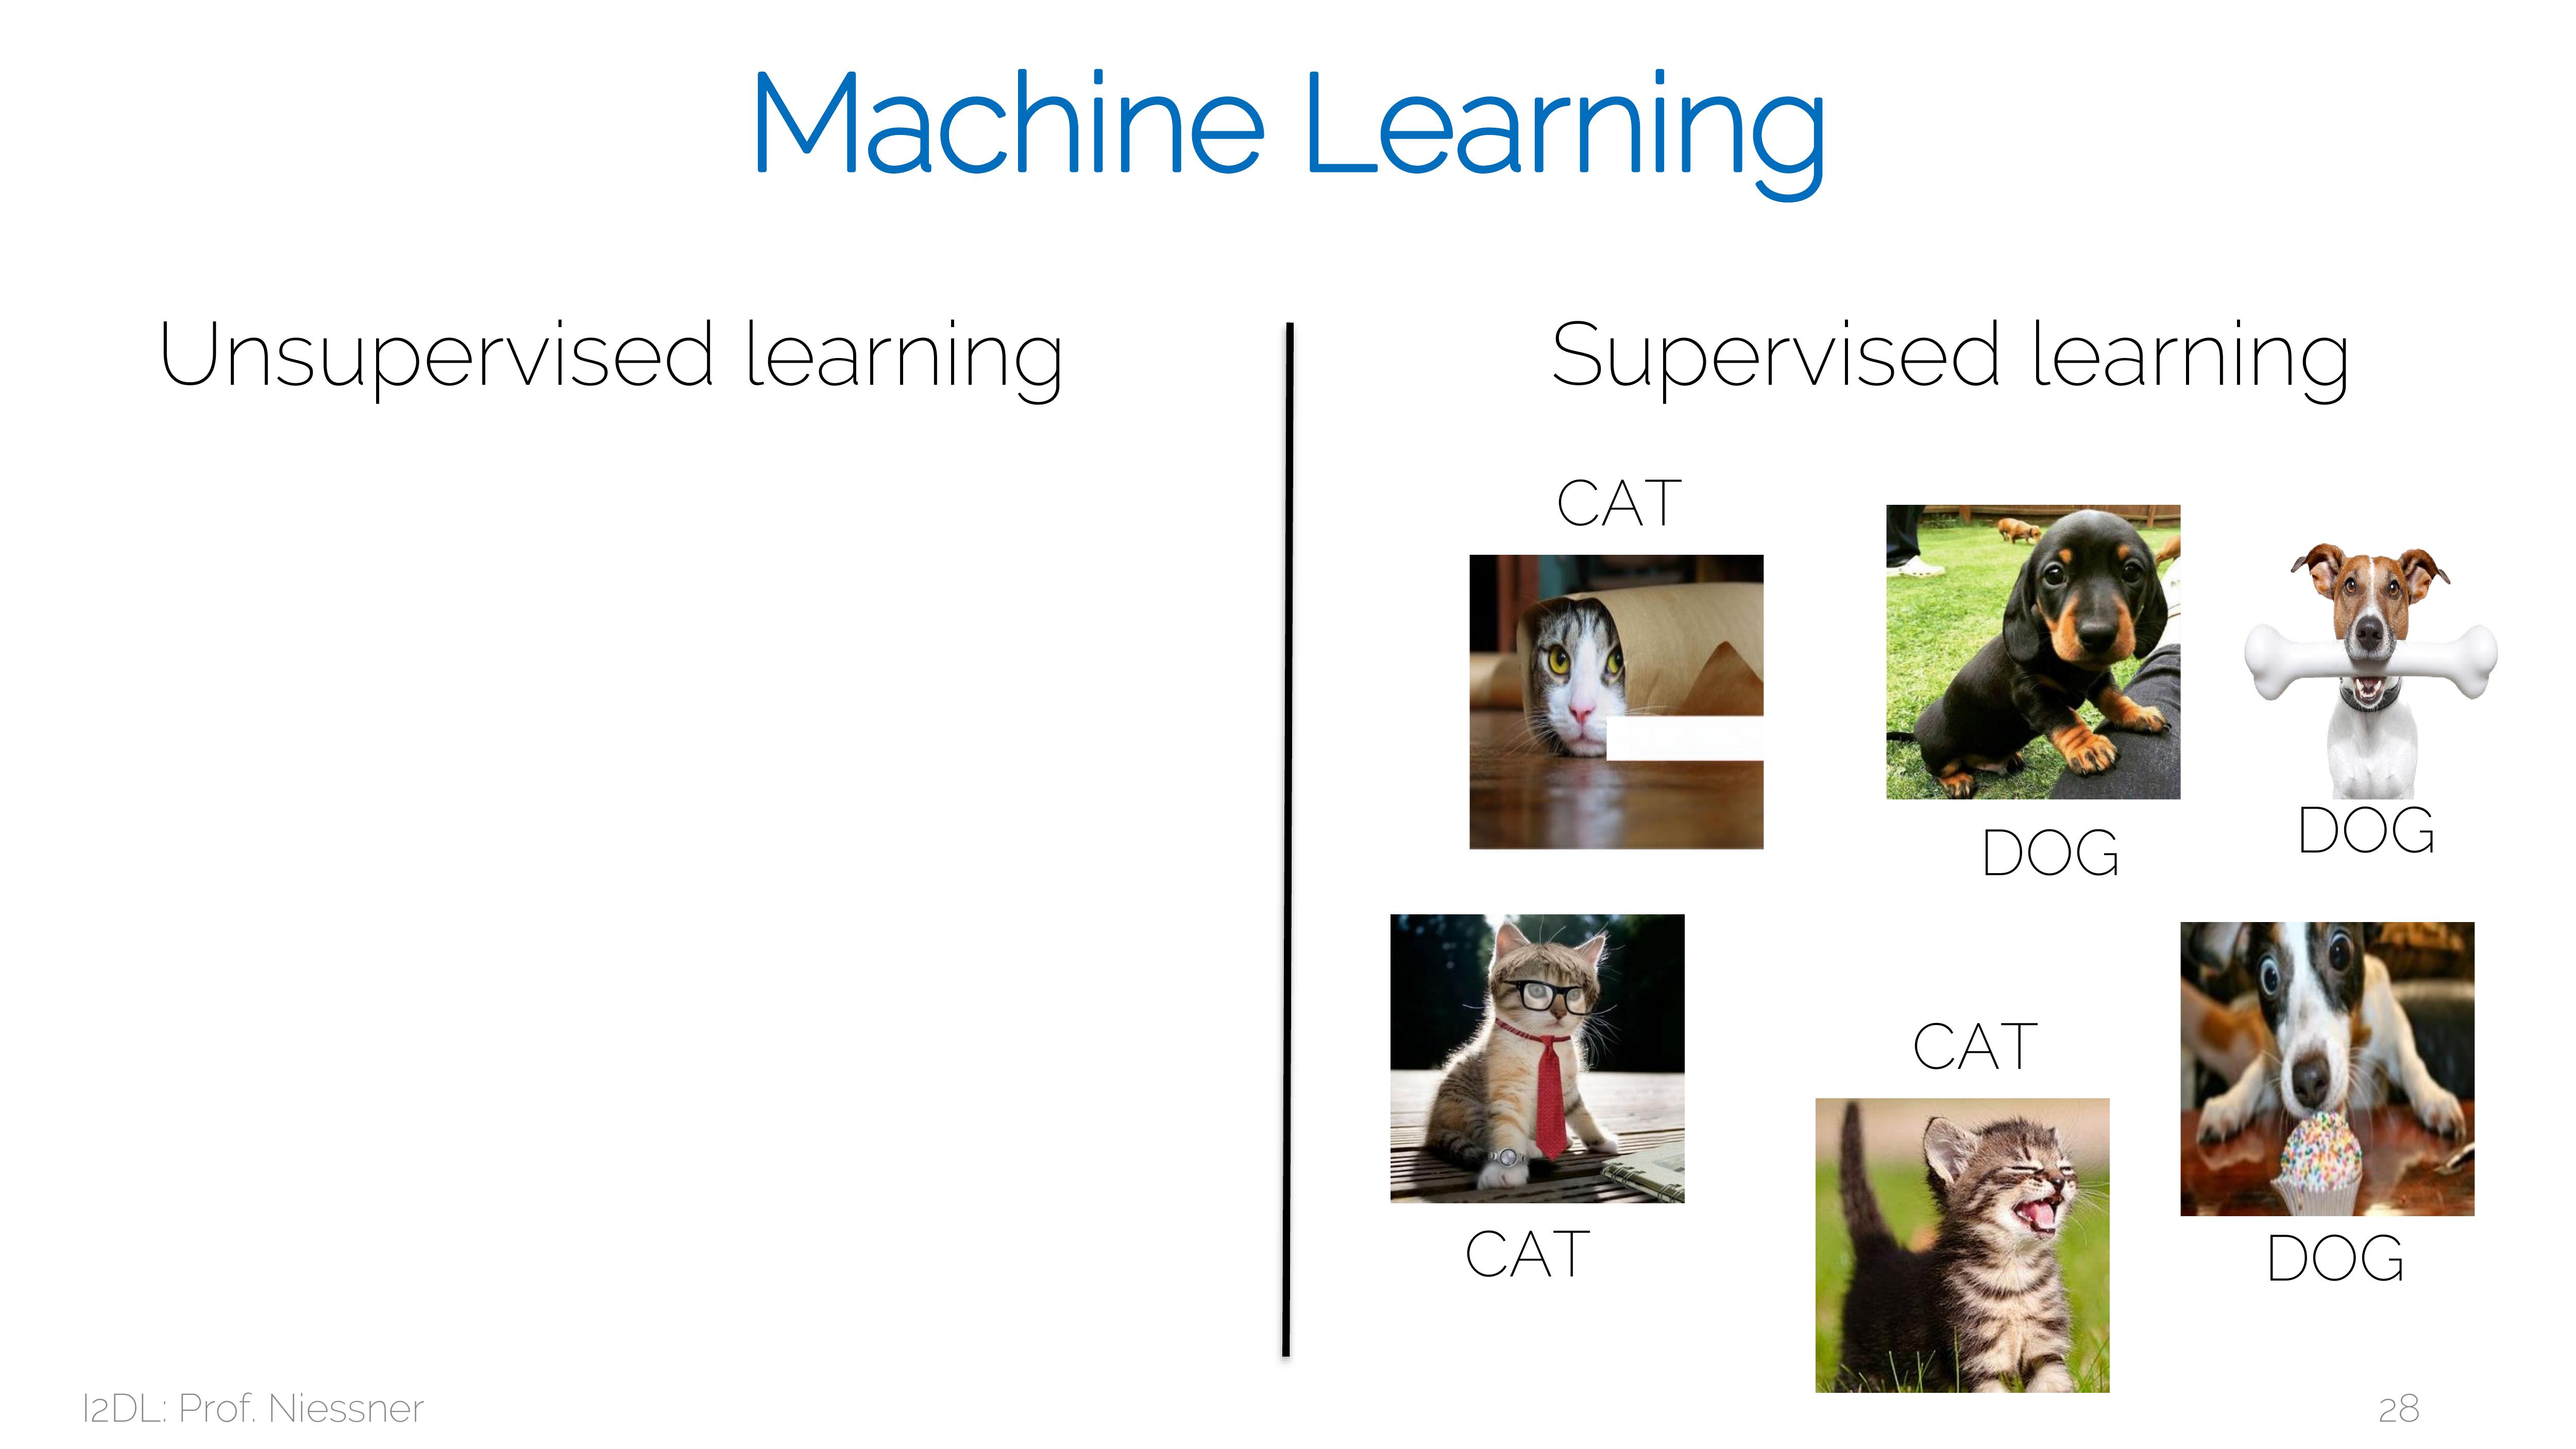 Machine Learning
Unsupervised learning
Supervised learning
CAT
DOG
DOG
CAT
CAT
DOG
I2DL: Prof. Niessner
28